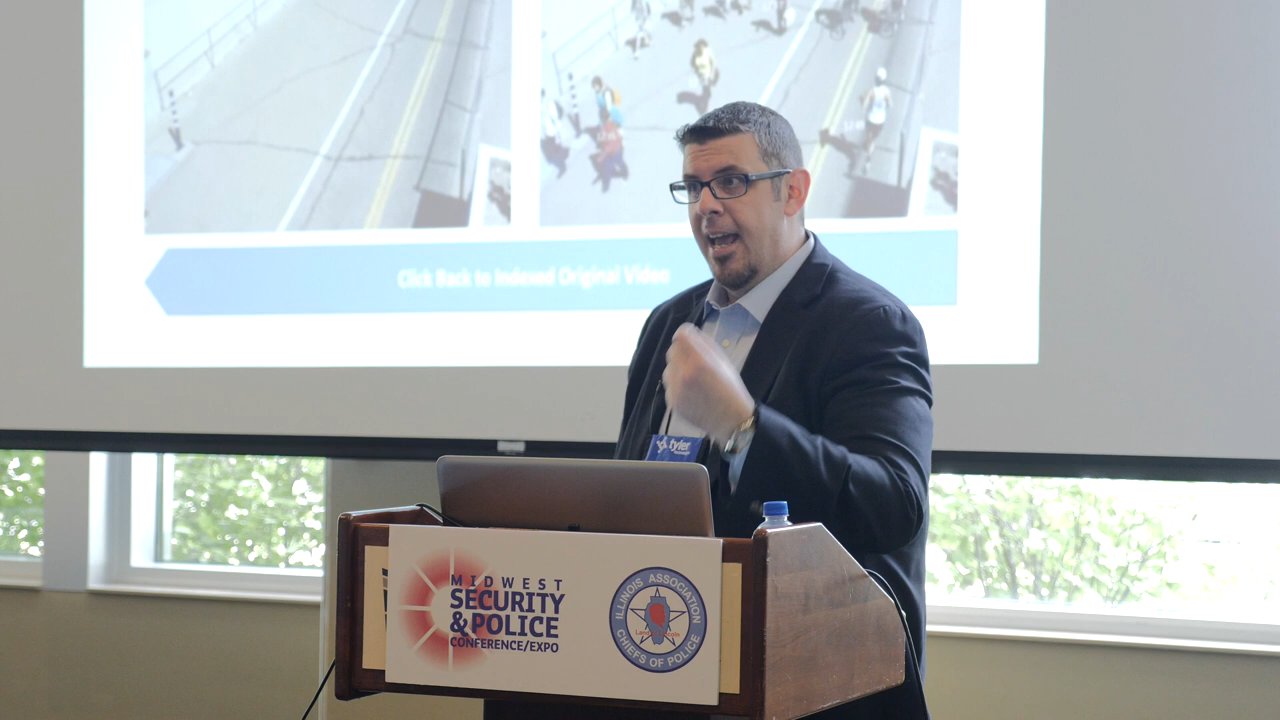 Click Back to Indexed Original Video
tyler
MIDWEST
SECURITY
&POLICE
CONFERENCE/EXPO
ILLINOIS ASSOCIATION
CHIEFS OF POLICE